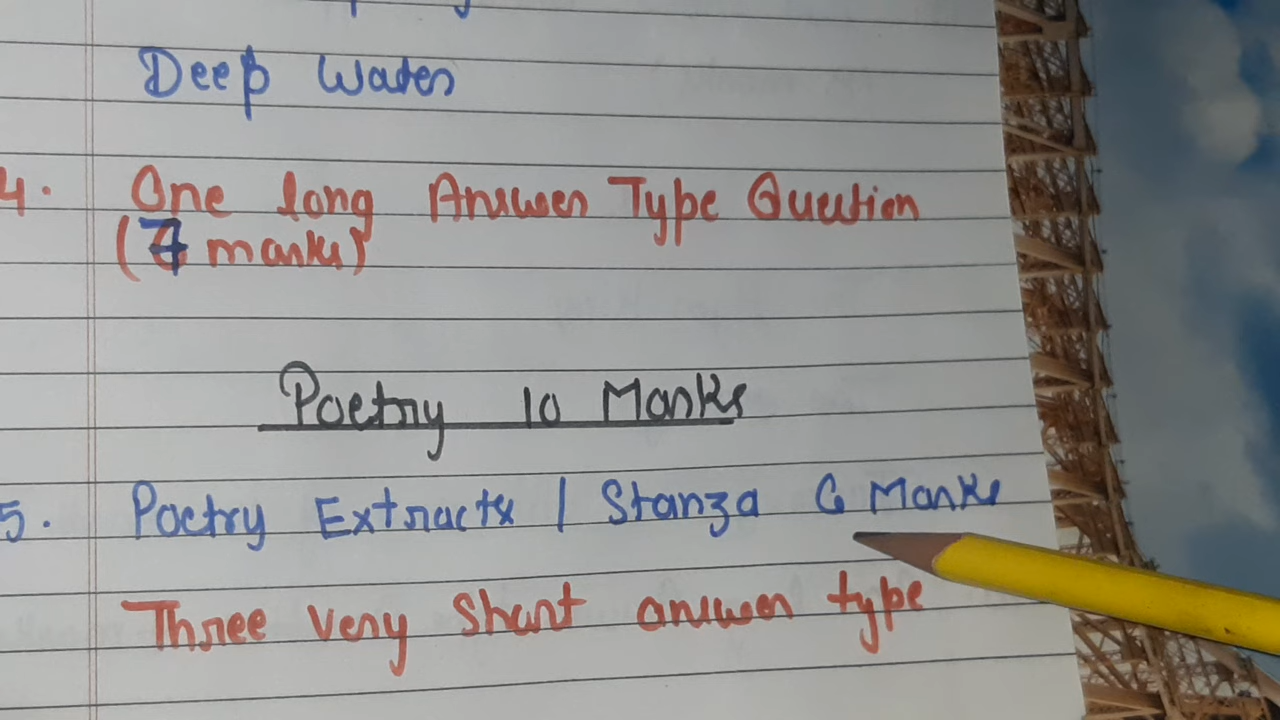 Deep Water
4. One long Answer Type Question
(7 marks)
Poetry 10 Marks
5. Poetry Extracts / Stanza 6 Marks
Three very short answer type